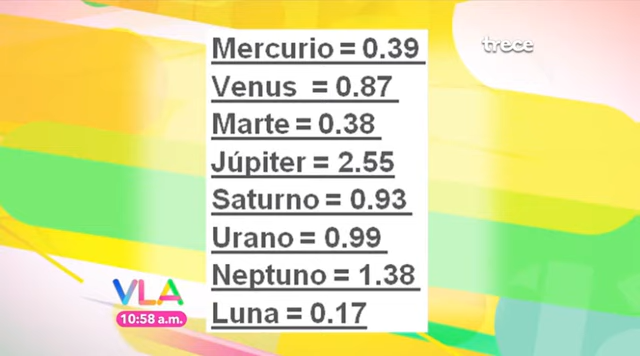 Mercurio = 0.39
trece
Venus = 0.87
Marte = 0.38
Júpiter = 2.55
Saturno = 0.93
Urano = 0.99
Neptuno = 1.38
Luna = 0.17
VLA
10:58 a.m.